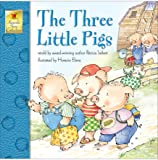 The Three
Little Pigs
retold by award-winning author Patricia Seibert
illustrated by Horacio Elena